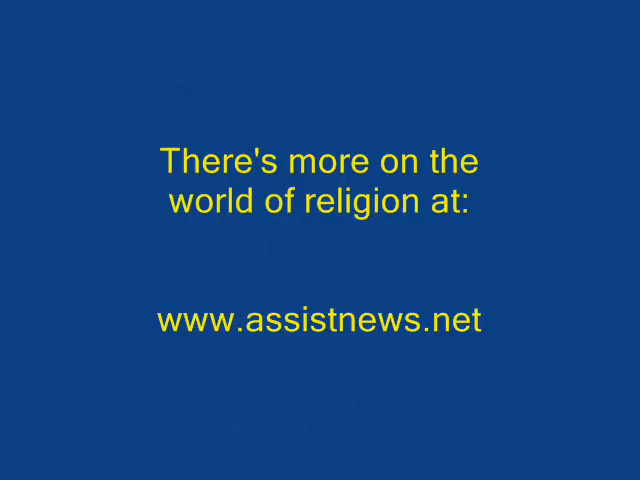 There's more on the
world of religion at:
www.assistnews.net